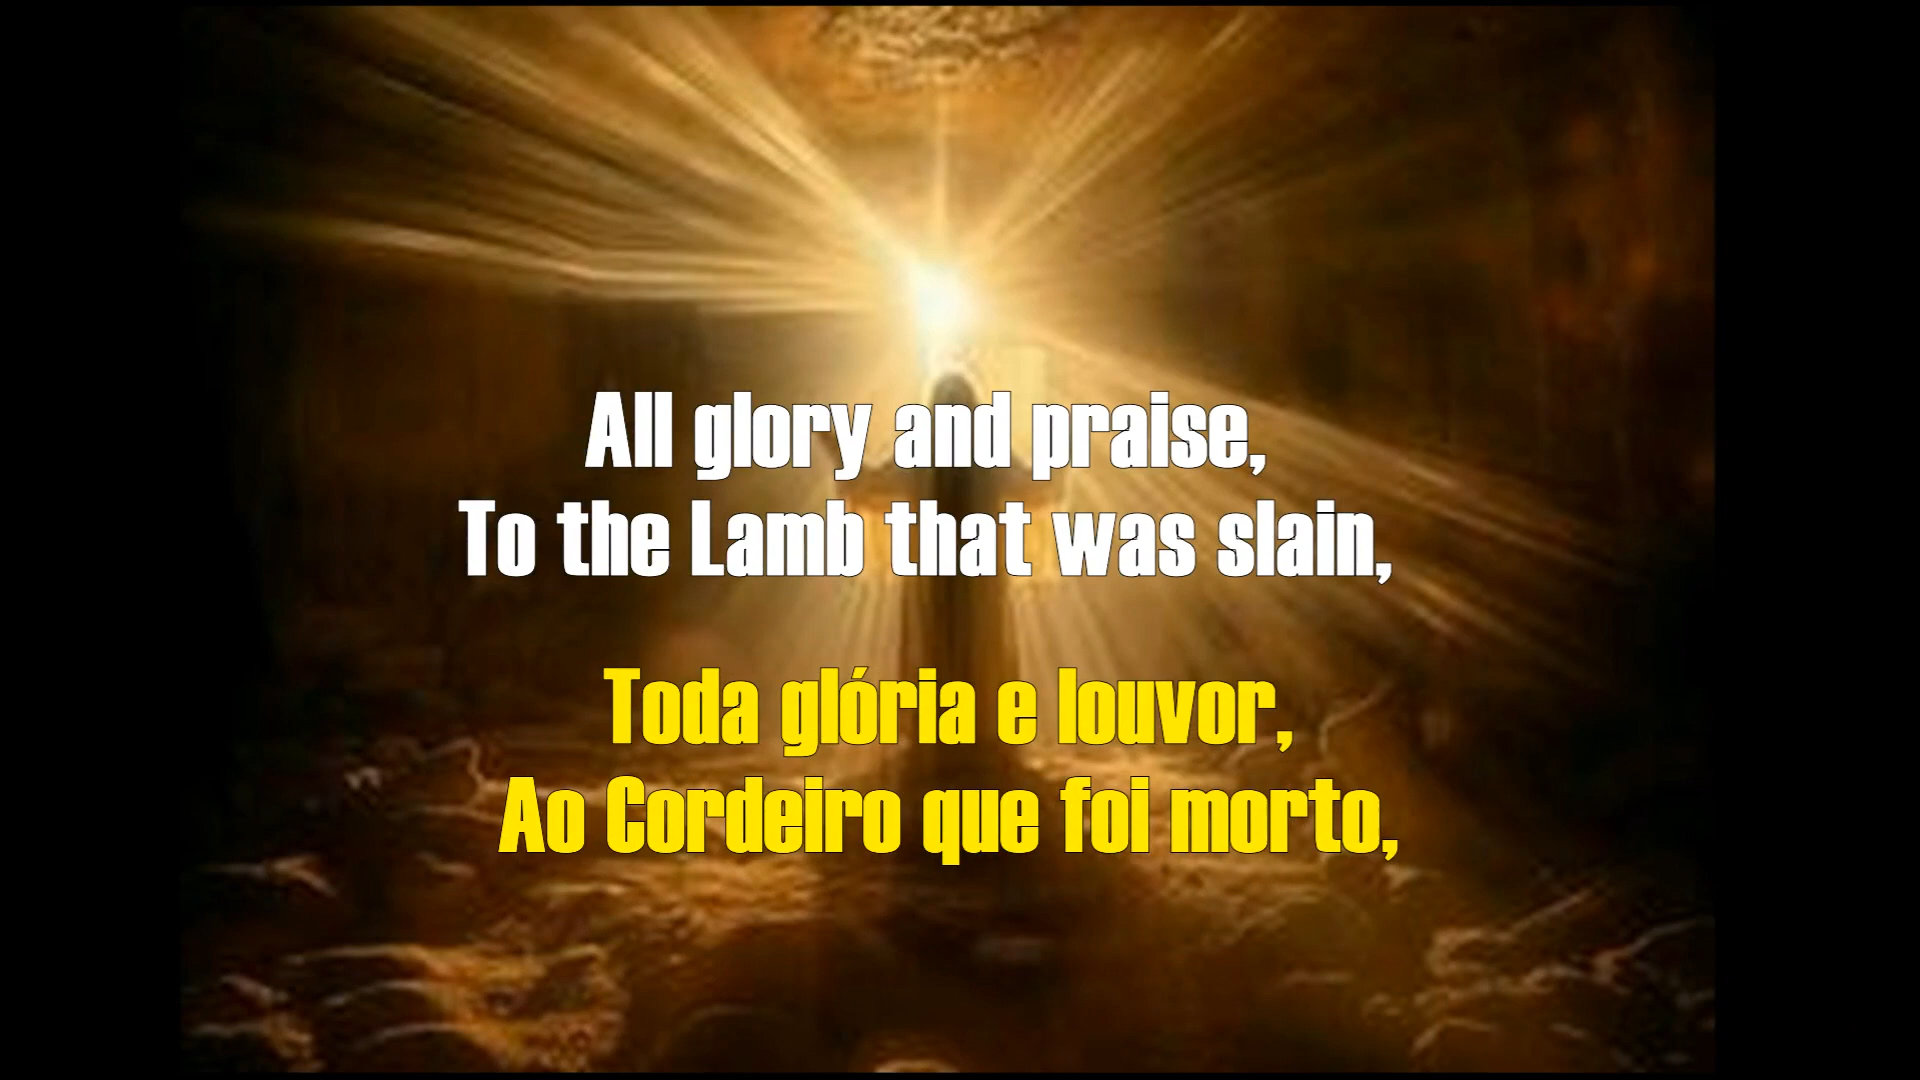 All glory and praise,
To the Lamb that was slain,
Toda glória e louvor,
Ao Cordeiro que foi morto,